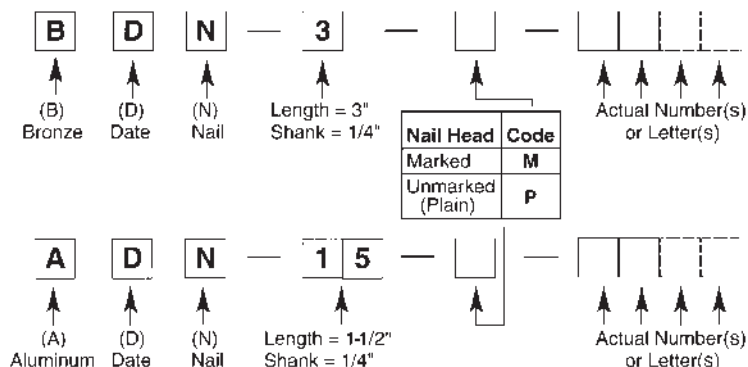 B D N — 3 — —
(B) (D) (N) Length = 3" Actual Number(s)
Bronze Date Nail Shank = 1/4" or Letter(s)
Nail Head Code
Marked M
Unmarked
(Plain) P
A D N — 1 5 — —
(A) (D) (N) Length = 1-1/2" Actual Number(s)
Aluminum Date Nail Shank = 1/4" or Letter(s)